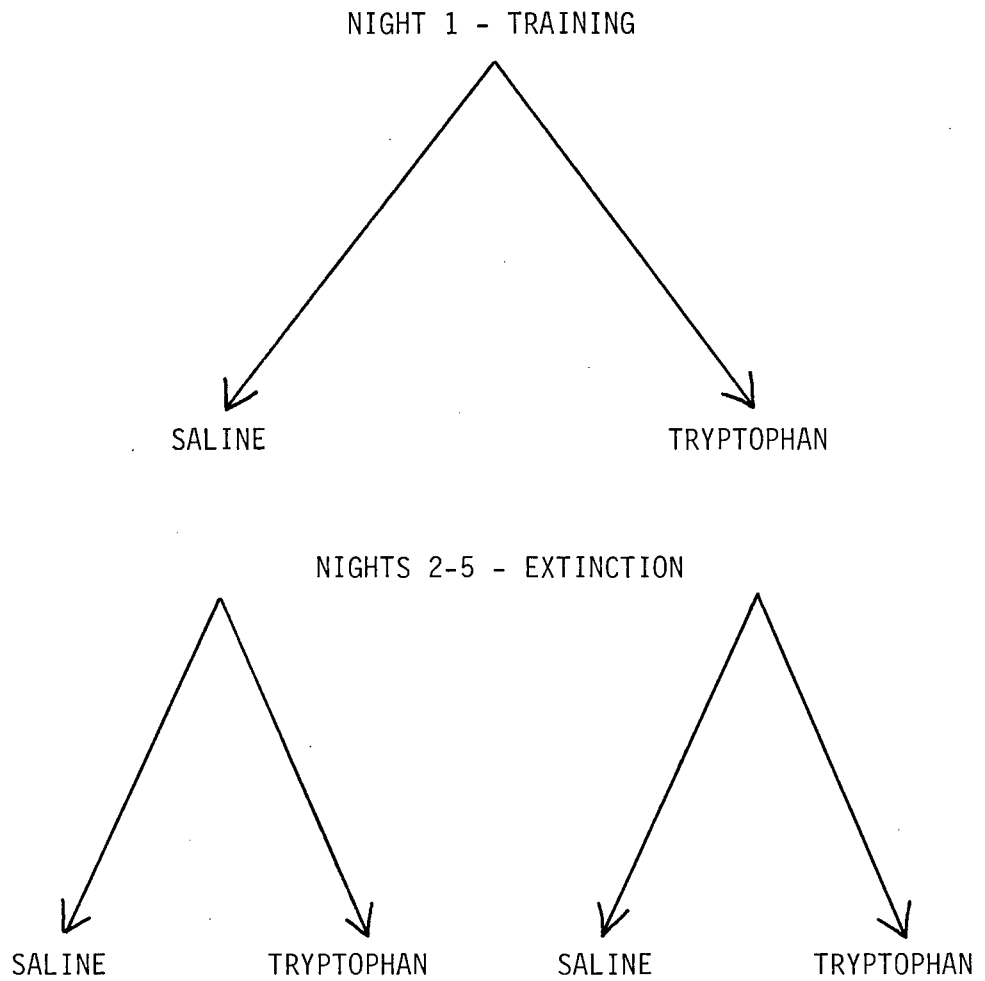 NIGHT 1 - TRAINING
SALINE TRYPTOPHAN
NIGHTS 2-5 - EXTINCTION
SALINE TRYPTOPHAN SALINE TRYPTOPHAN